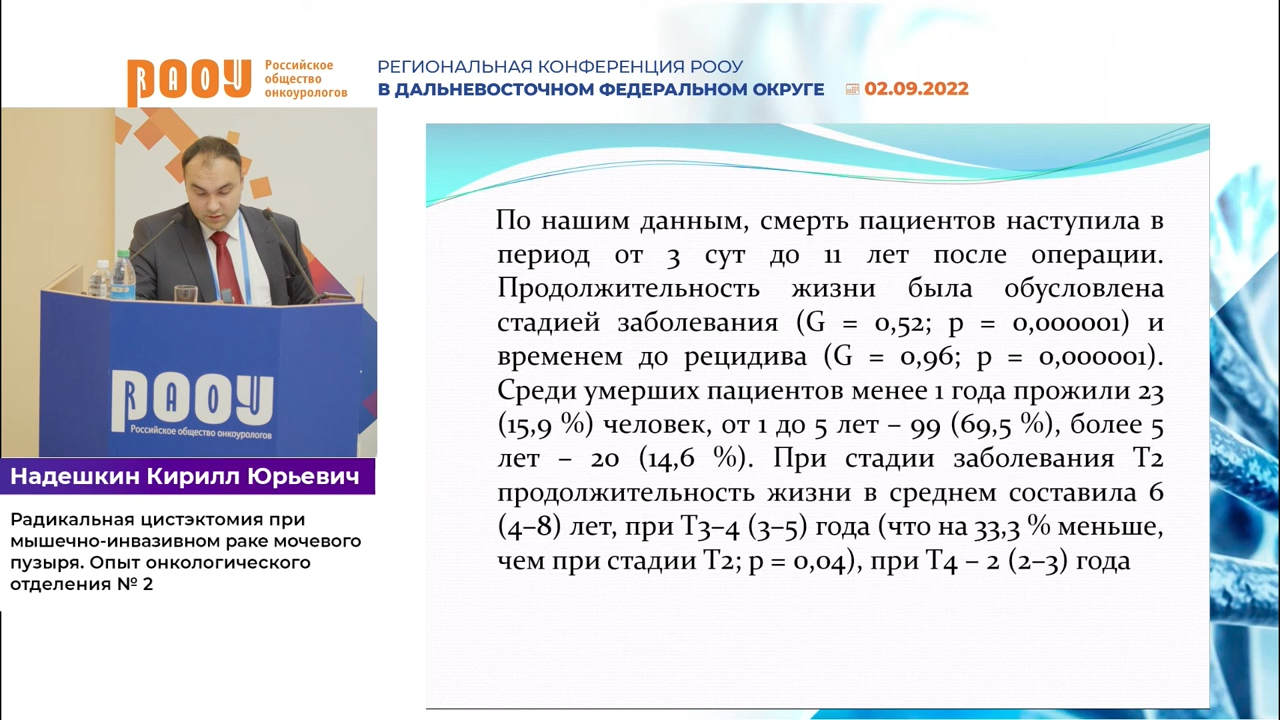 РООУ
Российское
общество
онкоурологов
РЕГИОНАЛЬНАЯ КОНФЕРЕНЦИЯ РООУ
В ДАЛЬНЕВОСТОЧНОМ ФЕДЕРАЛЬНОМ ОКРУГЕ 02.09.2022
РООУ
Российское общество онкоурологов
Надешкин Кирилл Юрьевич
Радикальная цистэктомия при
мышечно-инвазивном раке мочевого
пузыря. Опыт онкологического
отделения № 2
По нашим данным, смерть пациентов наступила в
период от 3 сут до 11 лет после операции.
Продолжительность жизни была обусловлена
стадией заболевания (G = 0,52; p = 0,000001) и
временем до рецидива (G = 0,96; p = 0,000001).
Среди умерших пациентов менее 1 года прожили 23
(15,9 %) человек, от 1 до 5 лет – 99 (69,5 %), более 5
лет – 20 (14,6 %). При стадии заболевания Т2
продолжительность жизни в среднем составила 6
(4–8) лет, при Т3–4 (3–5) года (что на 33,3 % меньше,
чем при стадии Т2; p = 0,04), при Т4 – 2 (2–3) года